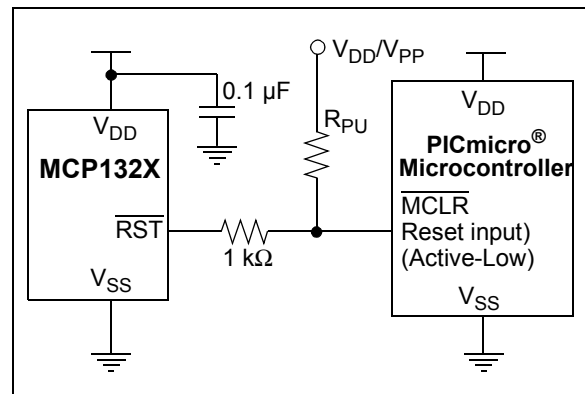 V_DD/V_PP
0.1 µF
V_DD
MCP132X
RST
V_SS
1 kΩ
R_PU
V_DD
PICmicro®
Microcontroller
MCLR
Reset input)
(Active-Low)
V_SS